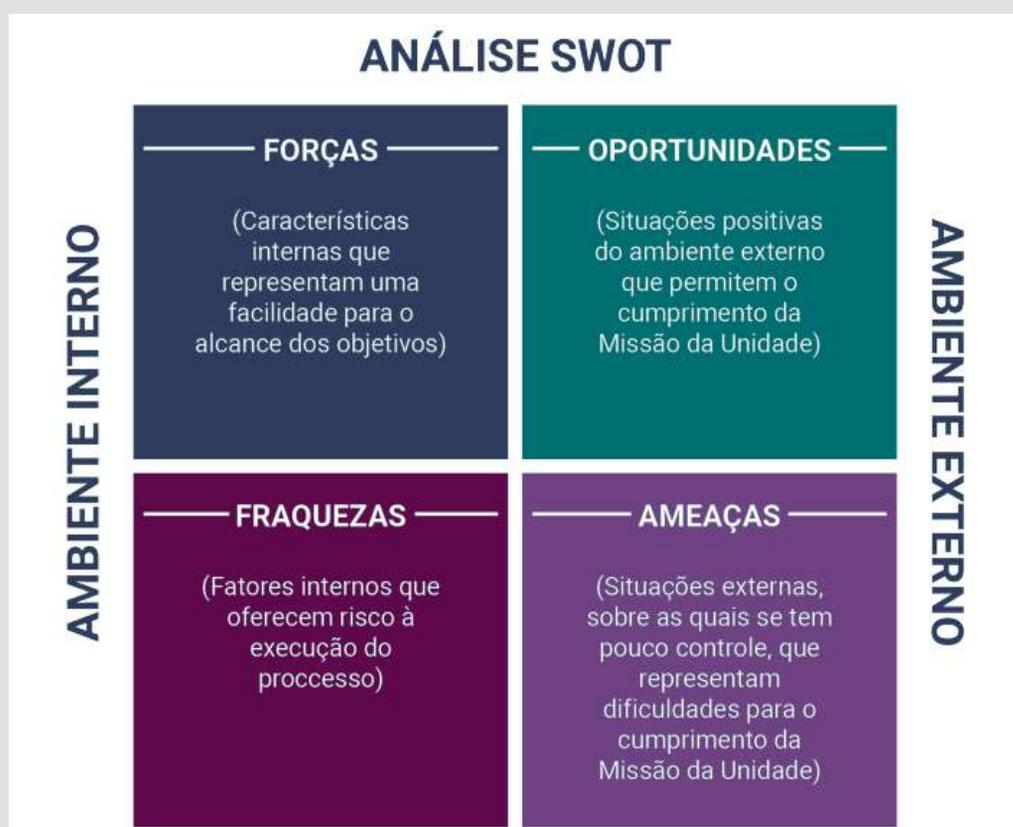 ANÁLISE SWOT
AMBIENTE INTERNO
FORÇAS
(Características
internas que
representam uma
facilidade para o
alcance dos objetivos)
OPORTUNIDADES
(Situações positivas
do ambiente externo
que permitem o
cumprimento da
Missão da Unidade)
FRAQUEZAS
(Fatores internos que
oferecem risco à
execução do
proccesso)
AMEAÇAS
(Situações externas,
sobre as quais se tem
pouco controle, que
representam
dificuldades para o
cumprimento da
Missão da Unidade)
AMBIENTE EXTERNO